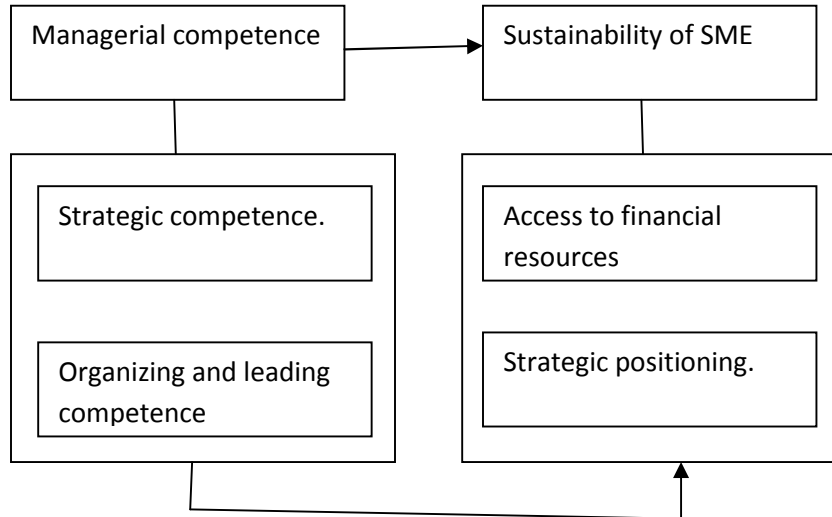 Managerial competence
Sustainability of SME
Strategic competence.
Organizing and leading
competence
Access to financial
resources
Strategic positioning.